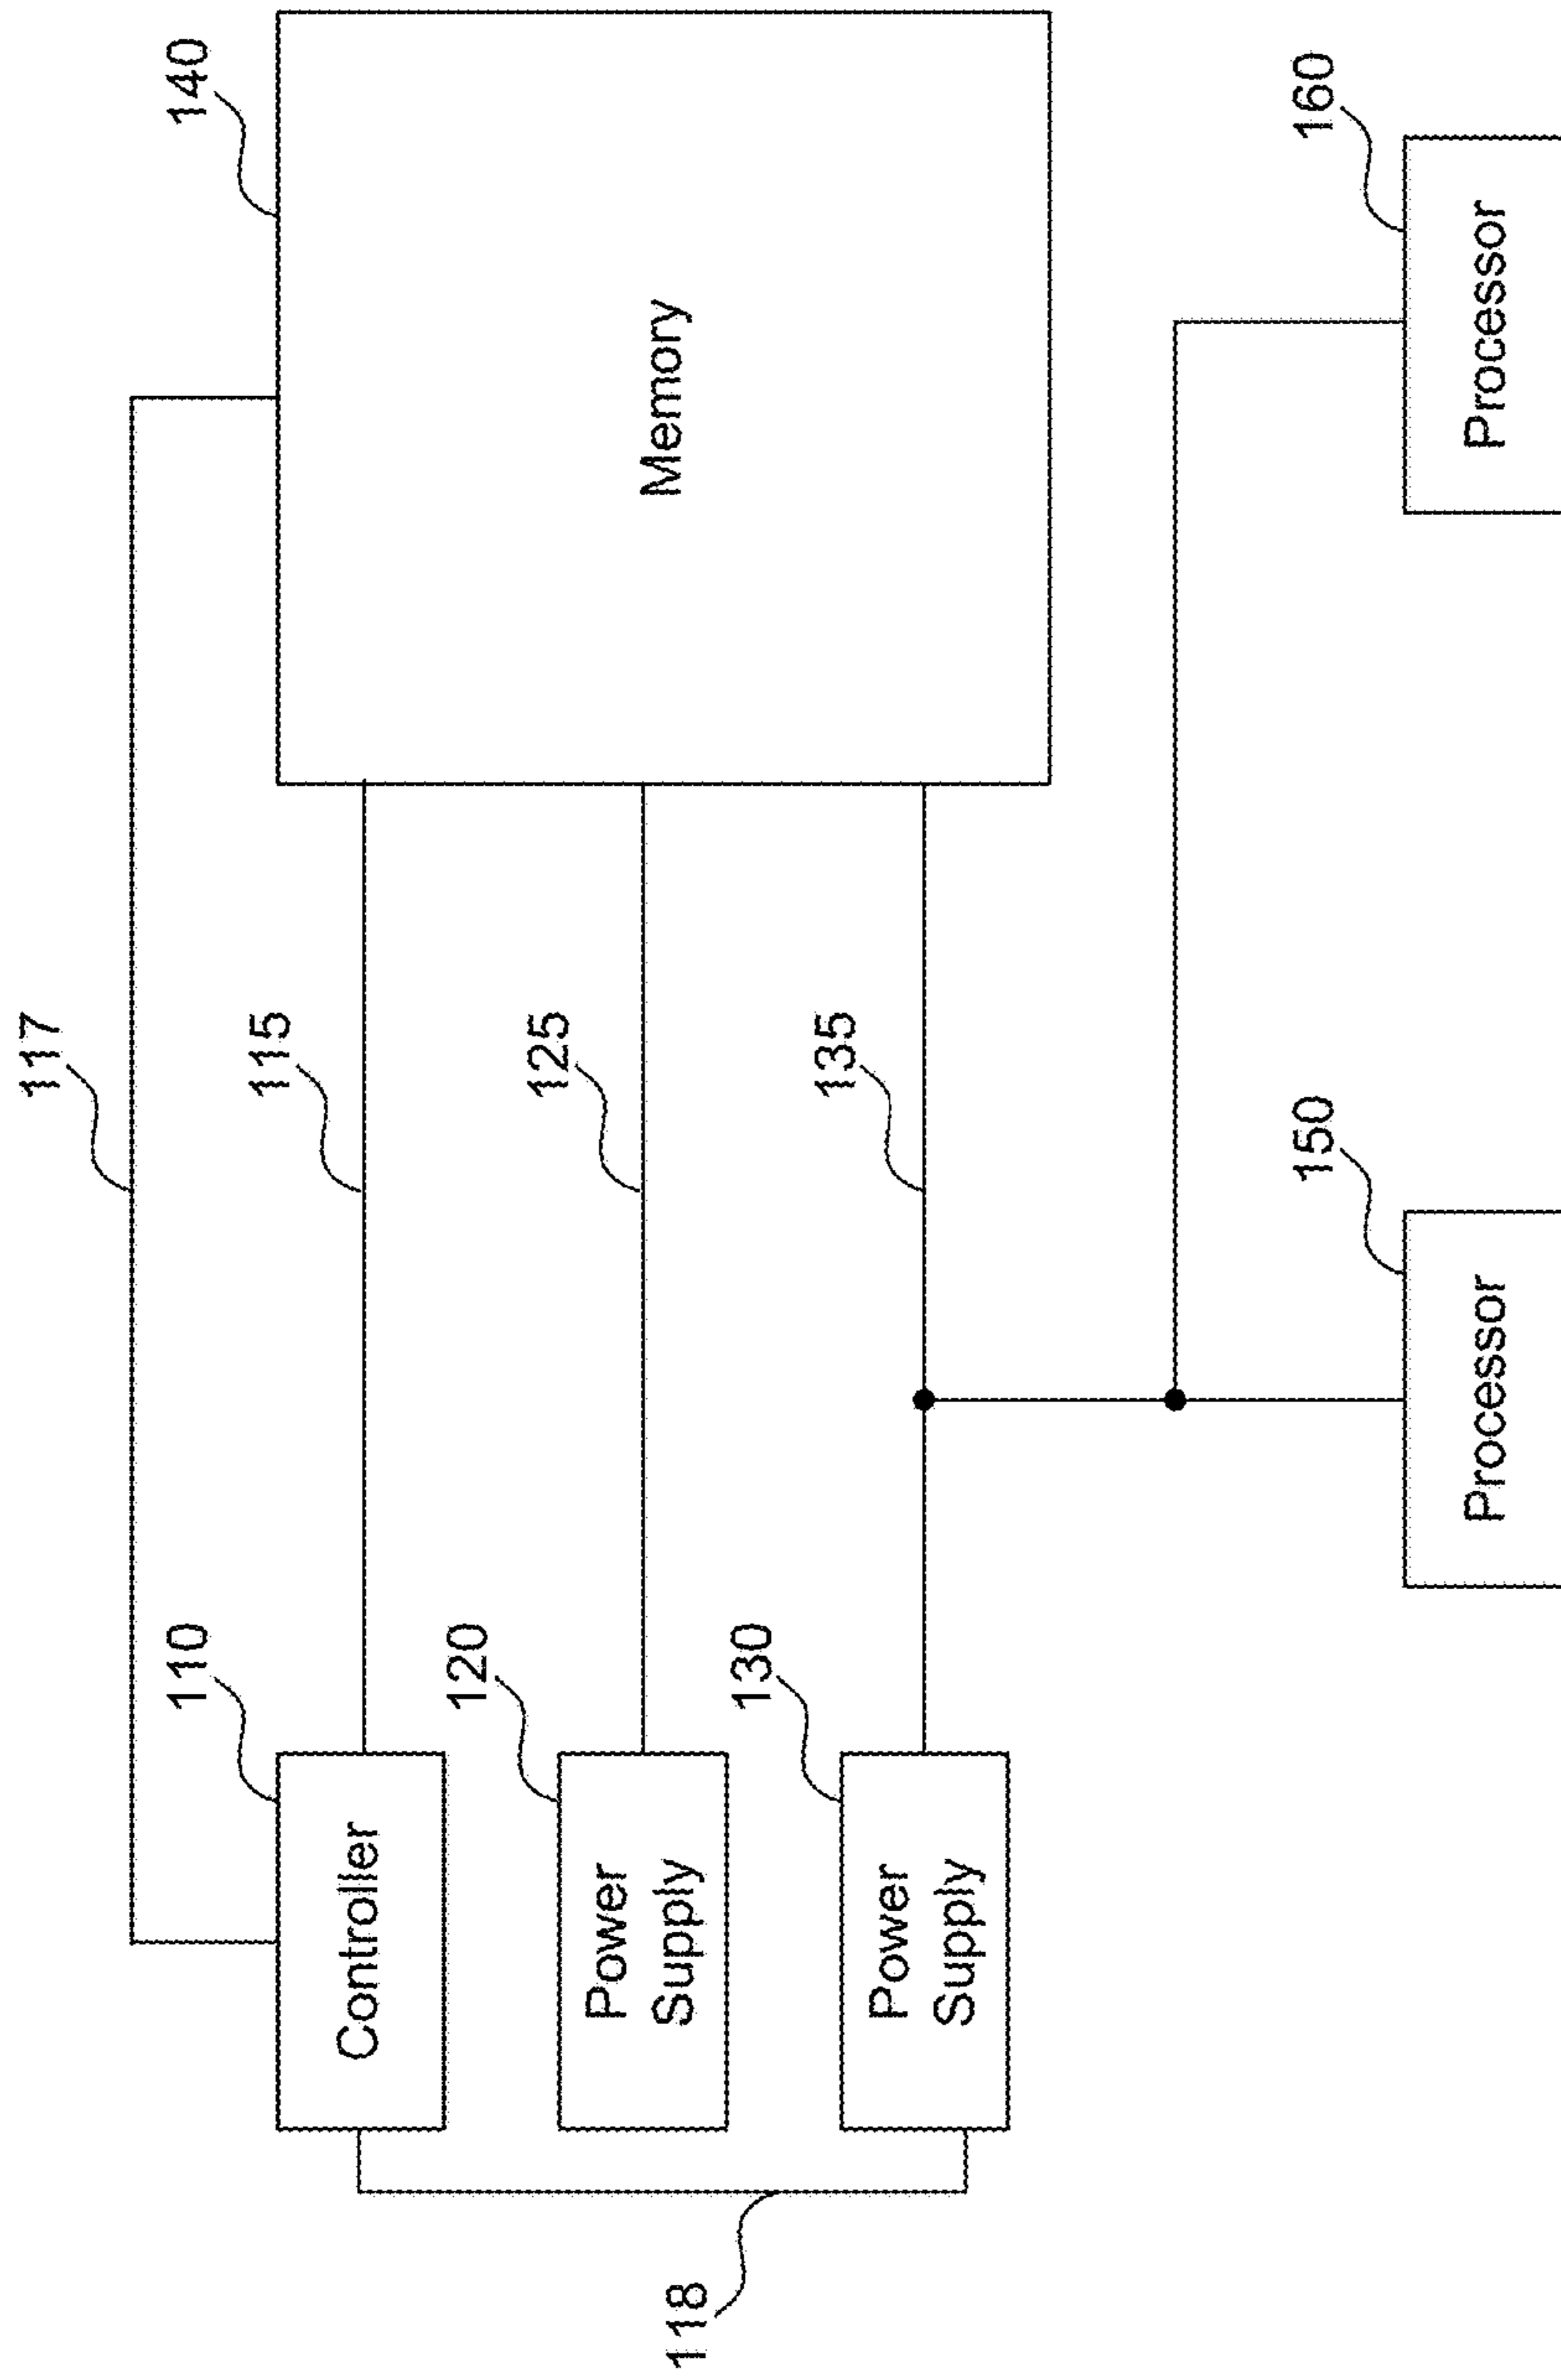 117
140
110
115
Controller
Memory
120
125
Power
Supply
118
130
135
Power
Supply
150
160
Processor
Processor